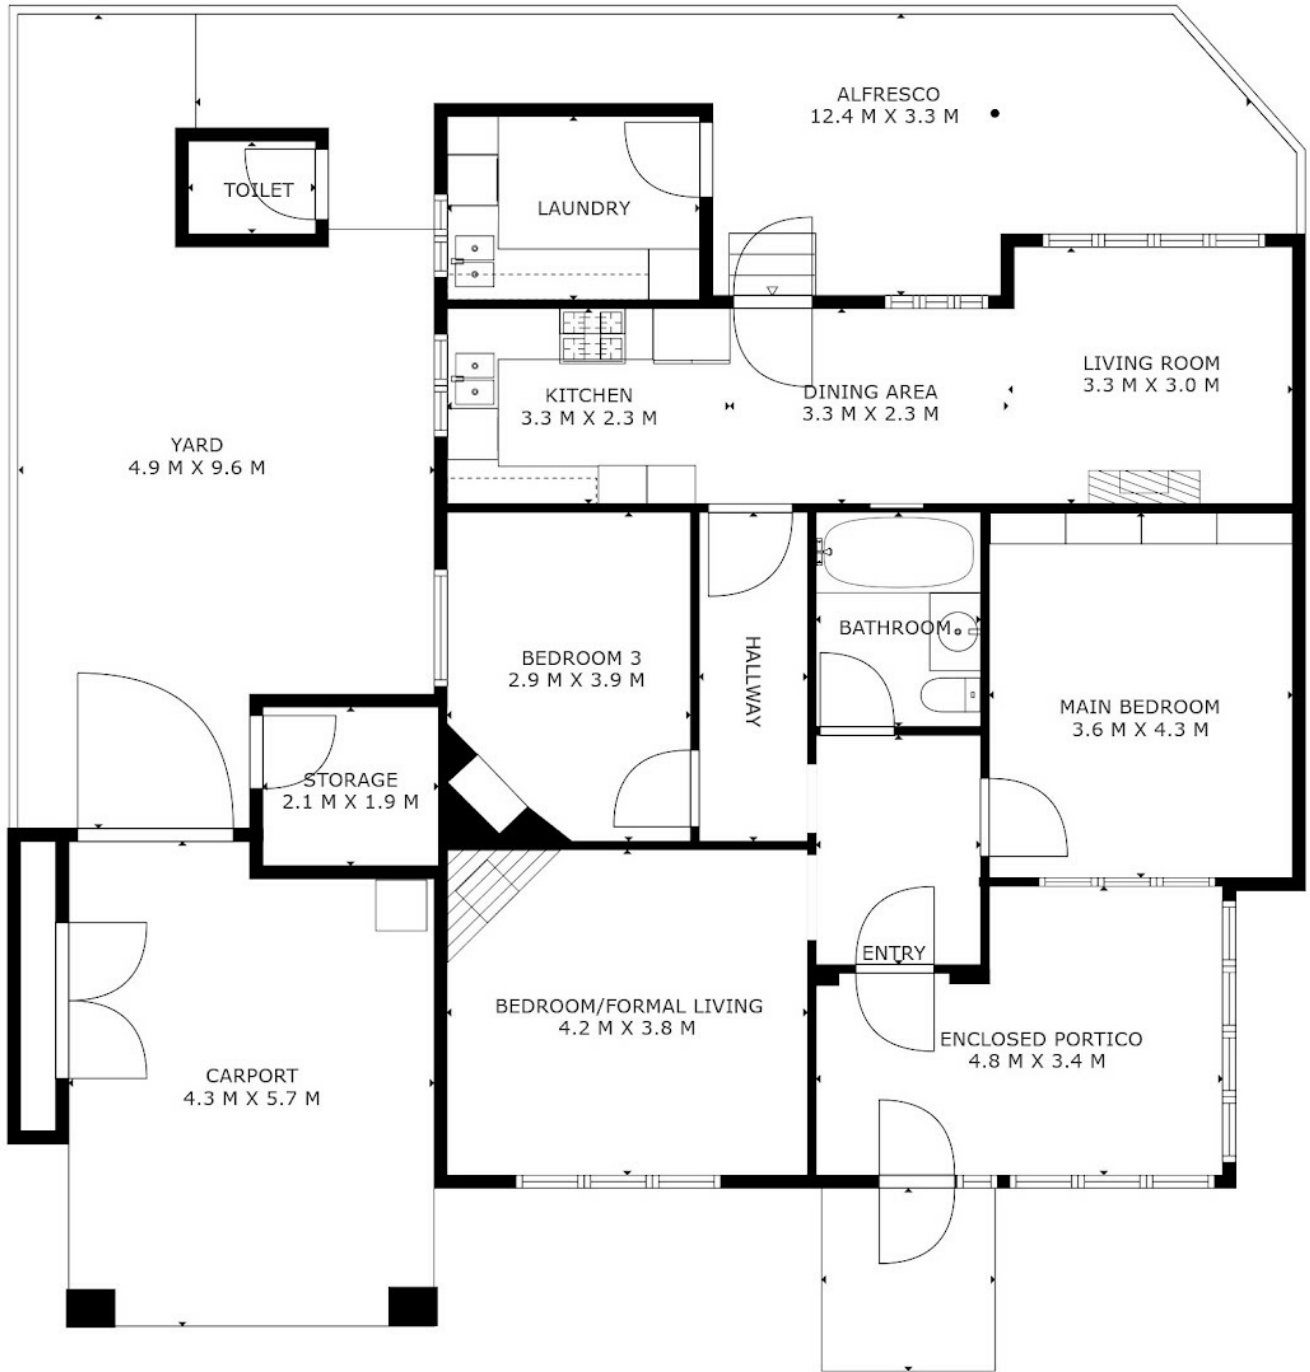 ALFRESCO
12.4 M X 3.3 M
TOILET
LAUNDRY
LIVING ROOM
3.3 M X 3.0 M
KITCHEN
3.3 M X 2.3 M
DINING AREA
3.3 M X 2.3 M
YARD
4.9 M X 9.6 M
BATHROOM
HALLWAY
BEDROOM 3
2.9 M X 3.9 M
MAIN BEDROOM
3.6 M X 4.3 M
STORAGE
2.1 M X 1.9 M
ENTRY
BEDROOM/FORMAL LIVING
4.2 M X 3.8 M
ENCLOSED PORTICO
4.8 M X 3.4 M
CARPORT
4.3 M X 5.7 M